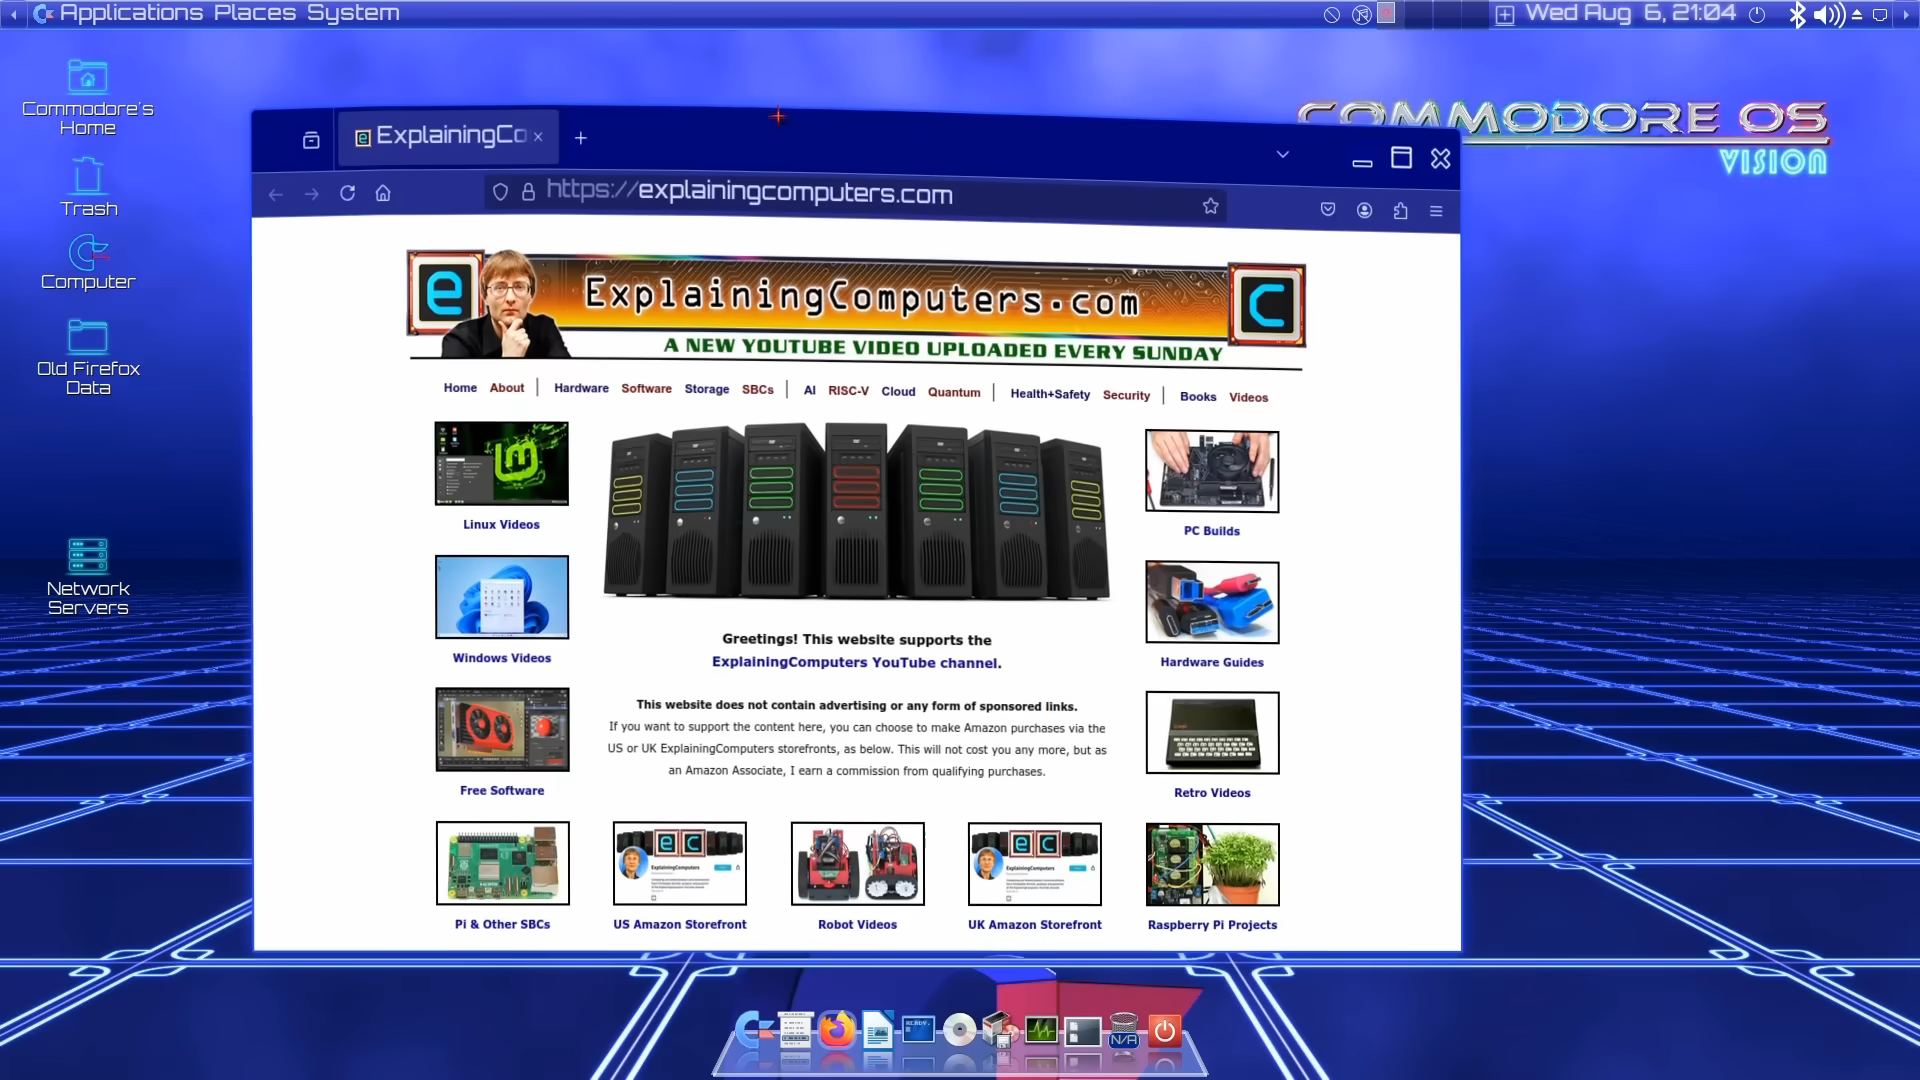 Applications Places System
Wed Aug 6, 21:04
Commodore's
Home
Trash
Computer
Old Firefox
Data
Network
Servers
COMMODORE OS
VISION
ExplainingCo
https://explainingcomputers.com
e
ExplainingComputers.com
C
A NEW YOUTUBE VIDEO UPLOADED EVERY SUNDAY
Home About | Hardware Software Storage SBCs | AI RISC-V Cloud Quantum | Health+Safety Security | Books Videos
Linux Videos
PC Builds
Windows Videos
Hardware Guides
Greetings! This website supports the
ExplainingComputers YouTube channel.
This website does not contain advertising or any form of sponsored links.
If you want to support the content here, you can choose to make Amazon purchases via the
US or UK ExplainingComputers storefronts, as below. This will not cost you any more, but as
an Amazon Associate, I earn a commission from qualifying purchases.
Free Software
Retro Videos
e c
ExplainingComputers
e c
ExplainingComputers
Pi & Other SBCs
US Amazon Storefront
Robot Videos
UK Amazon Storefront
Raspberry Pi Projects
READY.
N/A